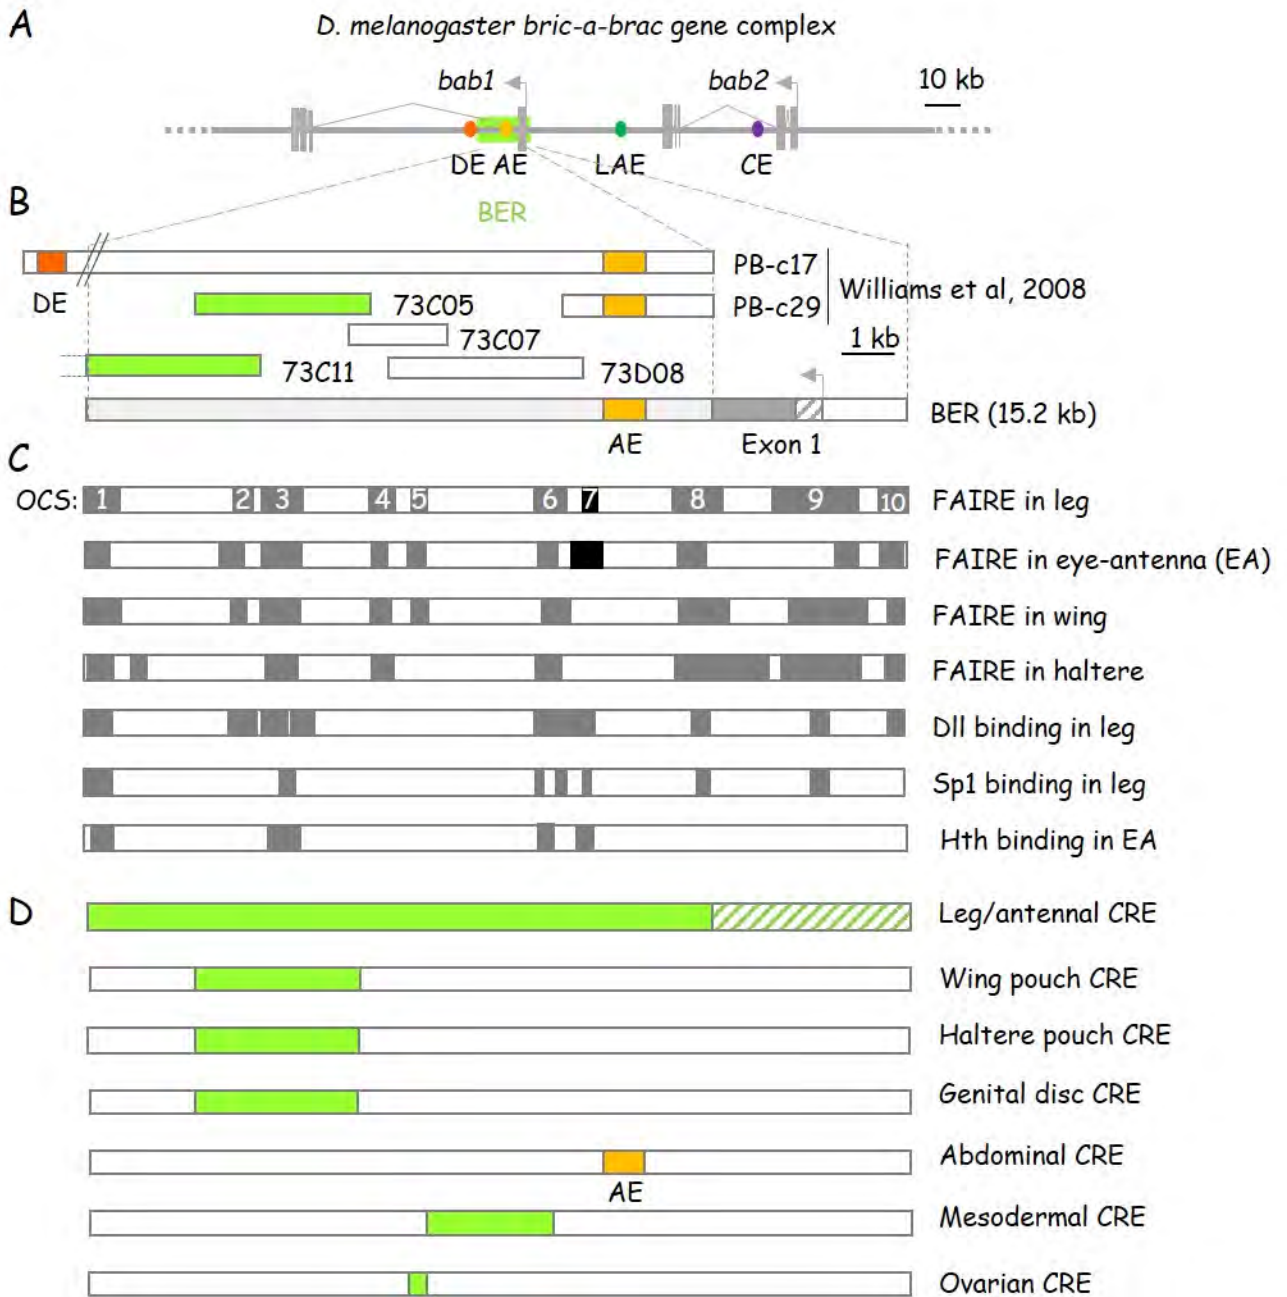 A
D. melanogaster bric-a-brac gene complex
bab1
bab2
10 kb
DE AE
LAE
CE
BER
B
PB-c17
DE
73C05
PB-c29
Williams et al, 2008
73C07
1 kb
73C11
73D08
BER (15.2 kb)
AE
Exon 1
C
OCS:
1 2 3 4 5 6 7 8 9 10
FAIRE in leg
FAIRE in eye-antenna (EA)
FAIRE in wing
FAIRE in haltere
Dll binding in leg
Sp1 binding in leg
Hth binding in EA
D
Leg/antennal CRE
Wing pouch CRE
Haltere pouch CRE
Genital disc CRE
Abdominal CRE
AE
Mesodermal CRE
Ovarian CRE